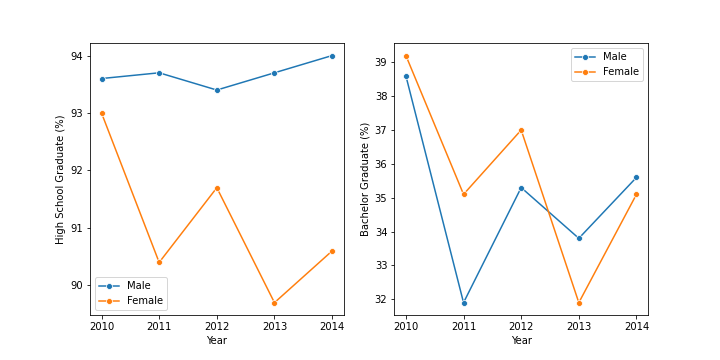 High School Graduate (%)
94
93
92
91
90
Male
Female
2010 2011 2012 2013 2014
Year
Bachelor Graduate (%)
39
38
37
36
35
34
33
32
Male
Female
2010 2011 2012 2013 2014
Year